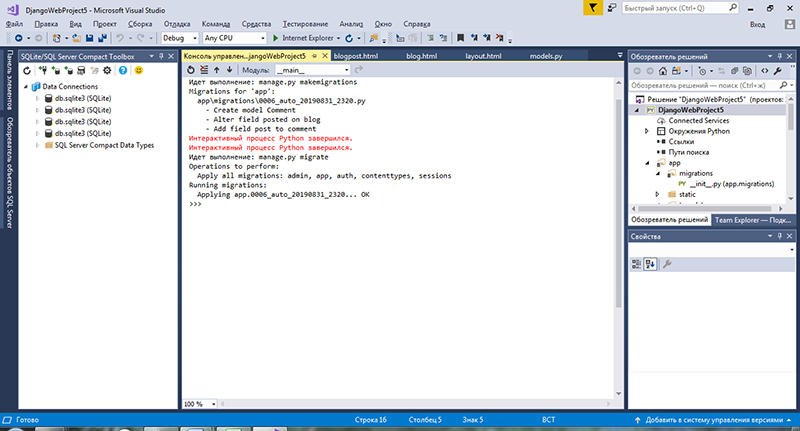 DjangoWebProject5 - Microsoft Visual Studio
Быстрый запуск (Ctrl+Q)
Файл Правка Вид Проект Сборка Отладка Команда Средства Тестирование Анализ Окно Справка
Вход
Debug Any CPU Internet Explorer
Панель элементов
Обозреватель объектов SQL Server
SQLite/SQL Server Compact Toolbox
Data Connections
db.sqlite3 (SQLite)
db.sqlite3 (SQLite)
db.sqlite3 (SQLite)
db.sqlite3 (SQLite)
SQL Server Compact Data Types
Консоль управлен...jangoWebProject5 blogpost.html blog.html layout.html models.py
Модуль: __main__
Идет выполнение: manage.py makemigrations
Migrations for 'app':
app\migrations\0006_auto_20190831_2320.py
- Create model Comment
- Alter field posted on blog
- Add field post to comment
Интерактивный процесс Python завершился.
Интерактивный процесс Python завершился.
Идет выполнение: manage.py migrate
Operations to perform:
Apply all migrations: admin, app, auth, contenttypes, sessions
Running migrations:
Applying app.0006_auto_20190831_2320... OK
>>>
100 %
Обозреватель решений
Обозреватель решений — поиск (Ctrl+ж)
Решение "DjangoWebProject5" (проектов:
DjangoWebProject5
Connected Services
Окружения Python
Ссылки
Пути поиска
app
migrations
PY __init__.py (app.migrations)
static
Обозреватель решений Team Explorer — Подк...
Свойства
Готово Строка 16 Столбец 5 Знак 5 ВСТ Добавить в систему управления версиями